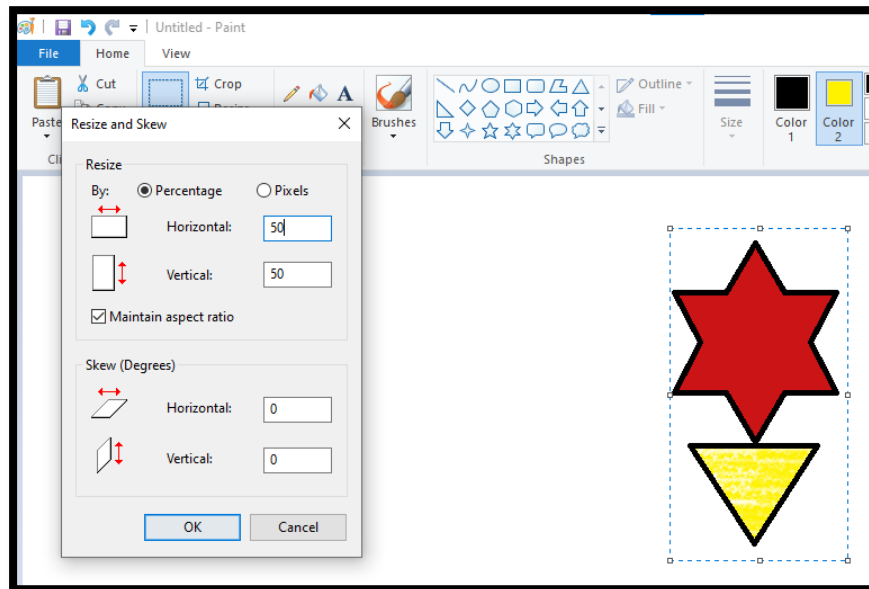 Untitled - Paint
File Home View
Cut Crop
Paste Brushes Outline Fill Size Color 1 Color 2
Shapes
Resize and Skew
Resize
By: Percentage Pixels
Horizontal: 50
Vertical: 50
Maintain aspect ratio
Skew (Degrees)
Horizontal: 0
Vertical: 0
OK Cancel